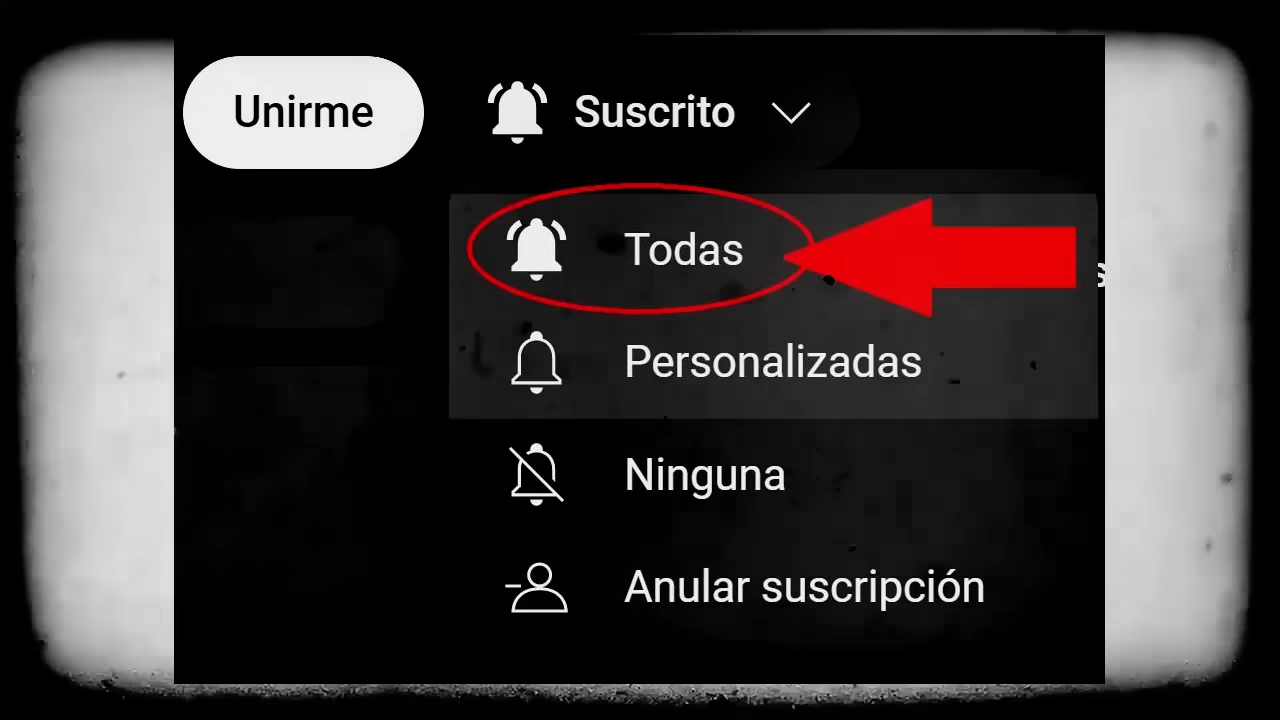 Unirme Suscrito
Todas
s
Personalizadas
Ninguna
Anular suscripción